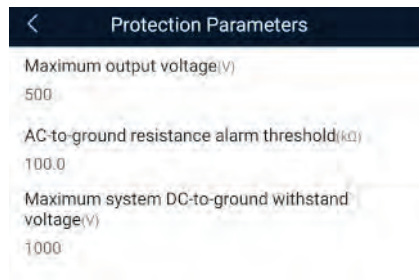 Protection Parameters
Maximum output voltage(V)
500
AC-to-ground resistance alarm threshold(kΩ)
100.0
Maximum system DC-to-ground withstand
voltage(V)
1000